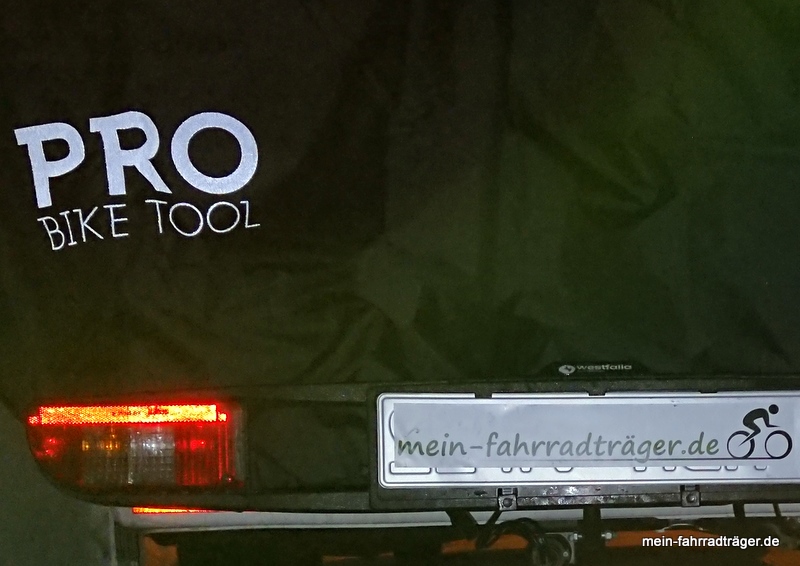 PRO
BIKE TOOL
westfalia
mein-fahrradträger.de
mein-fahrradträger.de